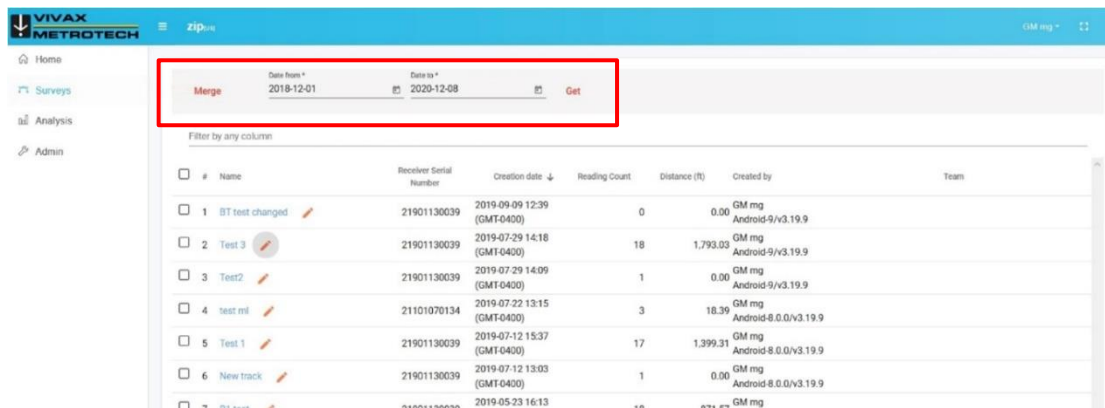 VIVAX
METROTECH
zip
GM mg
Home
Surveys
Analysis
Admin
Date from *
Date to *
Merge 2018-12-01 2020-12-08 Get
Filter by any column
# Name Receiver Serial Number Creation date ↓ Reading Count Distance (ft) Created by Team
1 BT test changed 21901130039 2019-09-09 12:39 (GMT-0400) 0 0.00 GM mg Android-9/v3.19.9
2 Test 3 21901130039 2019-07-29 14:18 (GMT-0400) 18 1,793.03 GM mg Android-9/v3.19.9
3 Test2 21901130039 2019-07-29 14:09 (GMT-0400) 1 0.00 GM mg Android-9/v3.19.9
4 test ml 21101070134 2019-07-22 13:15 (GMT-0400) 3 18.39 GM mg Android-8.0.0/v3.19.9
5 Test 1 21901130039 2019-07-12 15:37 (GMT-0400) 17 1,399.31 GM mg Android-8.0.0/v3.19.9
6 New track 21901130039 2019-07-12 13:03 (GMT-0400) 1 0.00 GM mg Android-8.0.0/v3.19.9
2019-05-23 16:13 GM mg